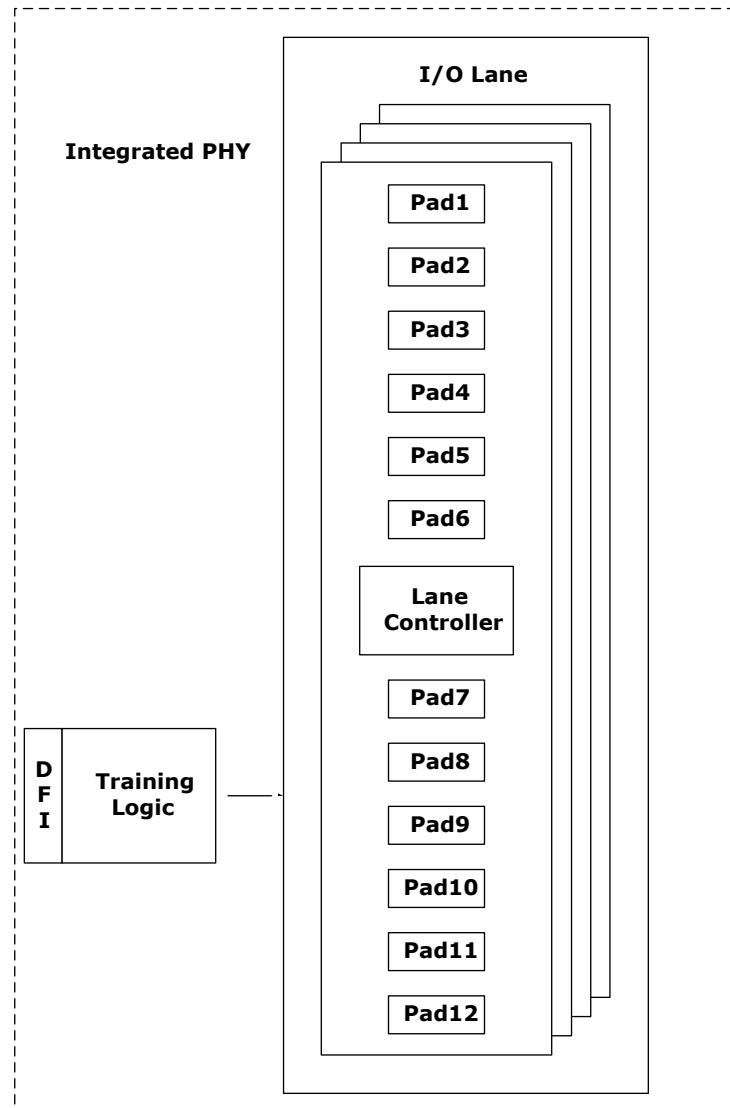 I/O Lane
Integrated PHY
Pad1
Pad2
Pad3
Pad4
Pad5
Pad6
Lane
Controller
Pad7
Pad8
Pad9
Pad10
Pad11
Pad12
D
F
I
Training
Logic